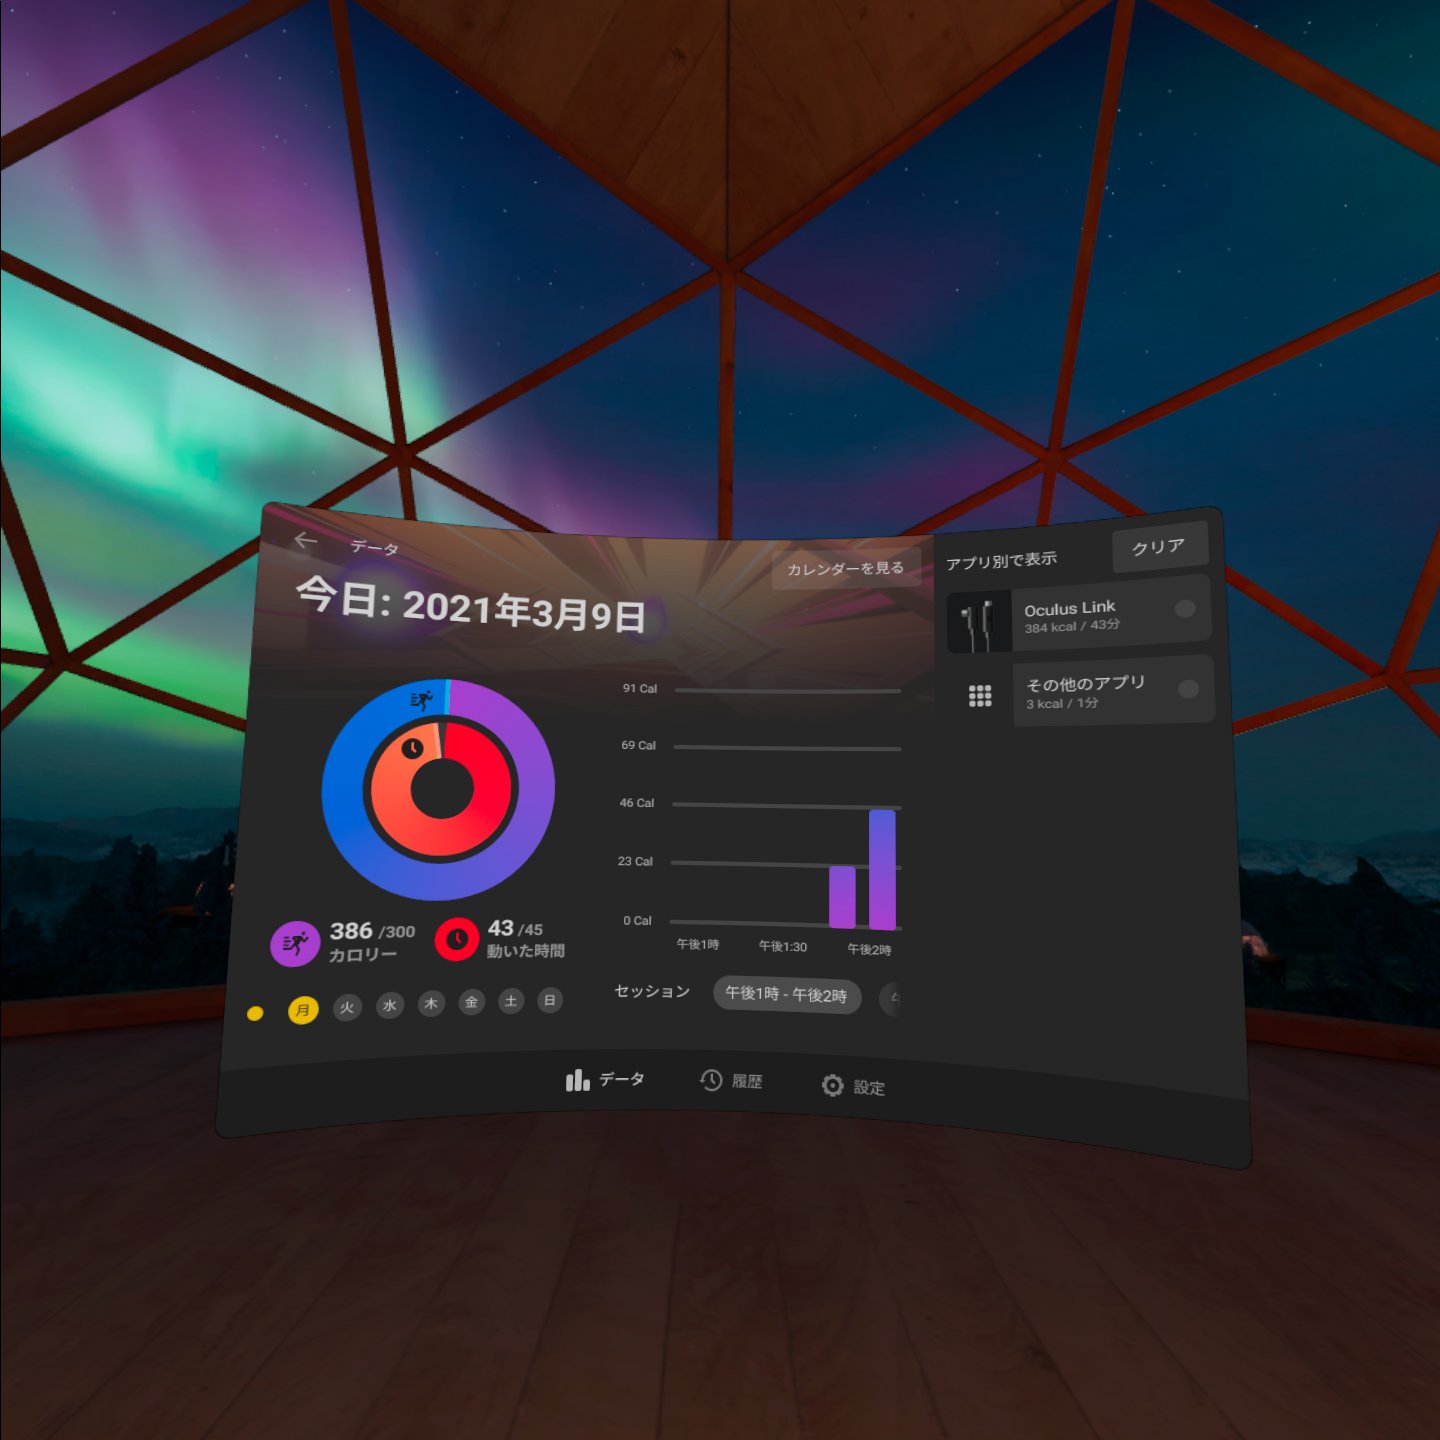 データ
カレンダーを見る
今日: 2021年3月9日
386 /300
カロリー
43 /45
動いた時間
月 火 水 木 金 土 日
91 Cal
69 Cal
46 Cal
23 Cal
0 Cal
午後1時 午後1:30 午後2時
セッション 午後1時 - 午後2時
アプリ別で表示 クリア
Oculus Link
384 kcal / 43分
その他のアプリ
3 kcal / 1分
データ 履歴 設定